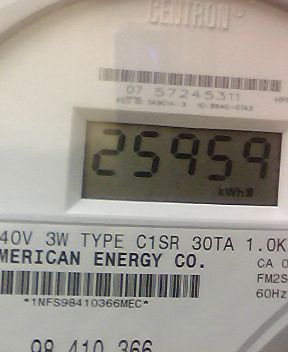 CENTRON
07 57245311
25959
kWh
40V 3W TYPE C1SR 30TA 1.0K
MERICAN ENERGY CO.
CA 0
FM2S
60Hz
*1NFS98410366MEC*
98 410 366